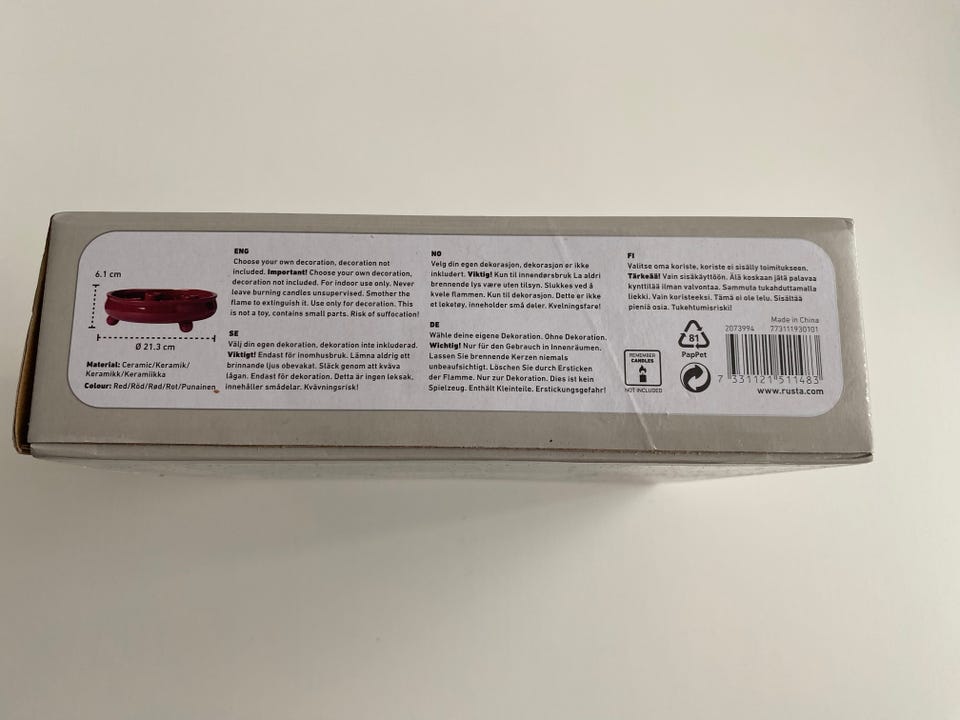 6.1 cm
Ø 21.3 cm
Material: Ceramic/Keramik/
Keramikk/Keramiikka
Colour: Red/Röd/Rød/Rot/Punainen
ENG
Choose your own decoration, decoration not
included. Important! Choose your own decoration,
decoration not included. For indoor use only. Never
leave burning candles unsupervised. Smother the
flame to extinguish it. Use only for decoration. This
is not a toy, contains small parts. Risk of suffocation!
SE
Välj din egen dekoration, dekoration inte inkluderad.
Viktigt! Endast för inomhusbruk. Lämna aldrig ett
brinnande ljus obevakat. Släck genom att kväva
lågan. Endast för dekoration. Detta är ingen leksak,
innehåller smådelar. Kvävningsrisk!
NO
Velg din egen dekorasjon, dekorasjon er ikke
inkludert. Viktig! Kun til innendørsbruk La aldri
brennende lys være uten tilsyn. Slukkes ved å
kvele flammen. Kun til dekorasjon. Dette er ikke
et leketøy, inneholder små deler. Kvelningsfare!
DE
Wähle deine eigene Dekoration. Ohne Dekoration.
Wichtig! Nur für den Gebrauch in Innenräumen.
Lassen Sie brennende Kerzen niemals
unbeaufsichtigt. Löschen Sie durch Ersticken
der Flamme. Nur zur Dekoration. Dies ist kein
Spielzeug. Enthält Kleinteile. Erstickungsgefahr!
FI
Valitse oma koriste, koriste ei sisälly toimitukseen.
Tärkeää! Vain sisäkäyttöön. Älä koskaan jätä palavaa
kynttilää ilman valvontaa. Sammuta tukahduttamalla
liekki. Vain koristeeksi. Tämä ei ole lelu. Sisältää
pieniä osia. Tukehtumisriski!
REMEMBER
CANDLES
NOT INCLUDED
81
PapPet
Made in China
2073994 773111930101
7 331121 511483
www.rusta.com